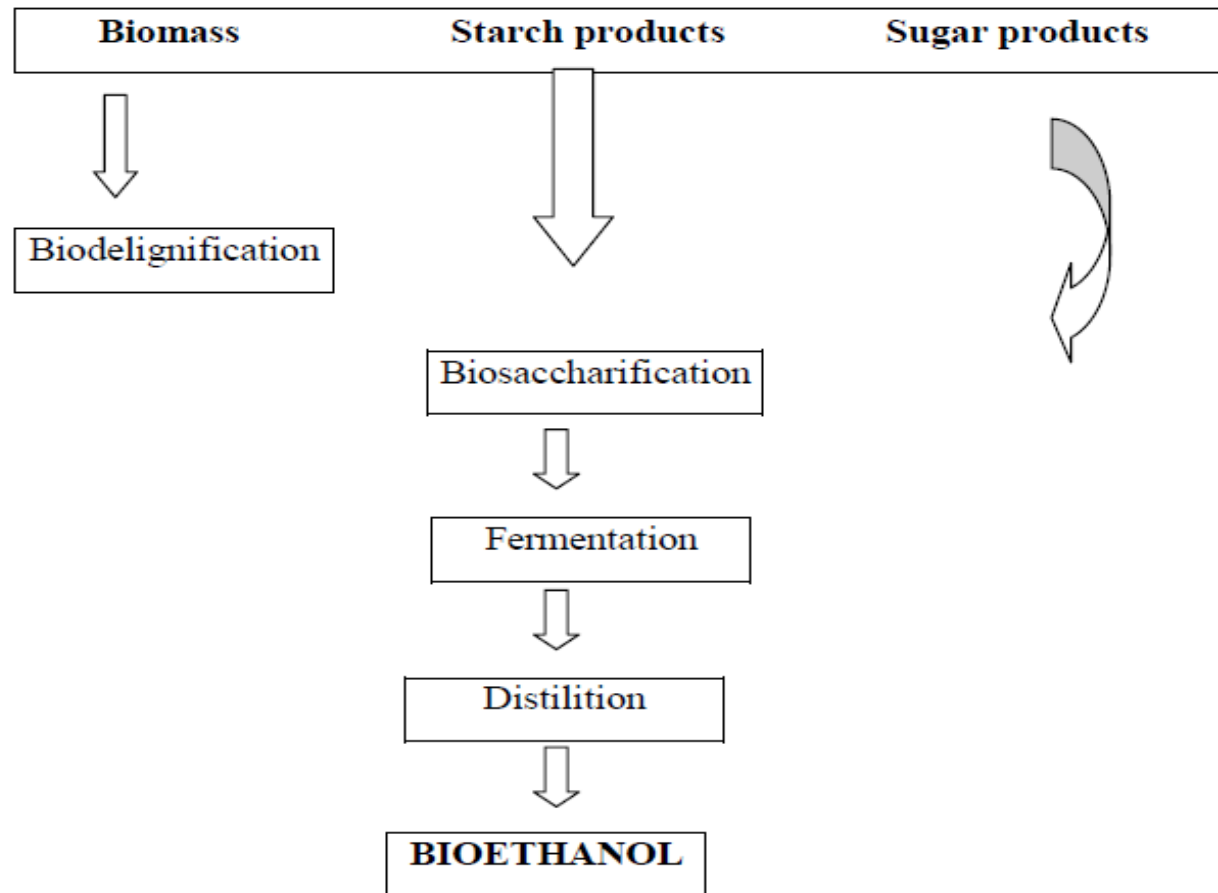 Biomass Starch products Sugar products
Biodelignification
Biosaccharification
Fermentation
Distilition
BIOETHANOL